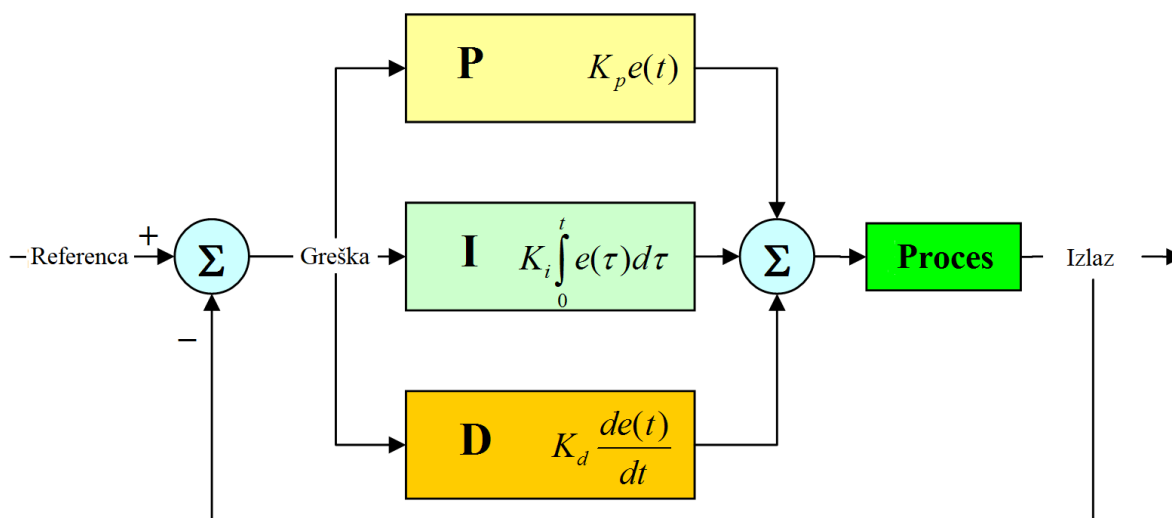 P K_p e(t)
− Referenca + Σ Greška I K_i ∫_0^t e(τ)dτ Σ Proces Izlaz
−
D K_d de(t)/dt